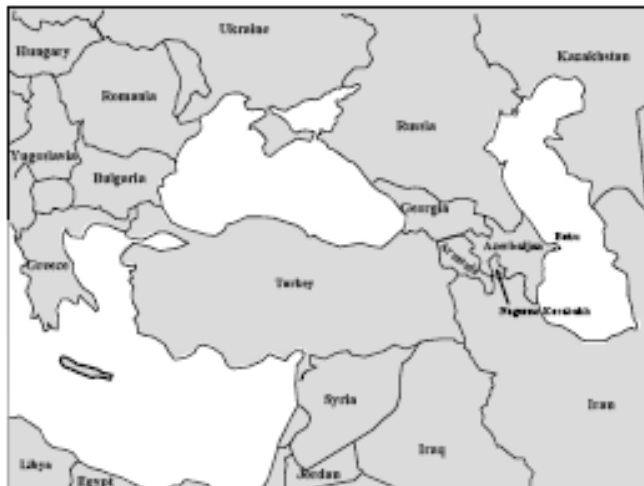 Ukraine
Hungary
Kazakhstan
Romania
Russia
Yugoslavia
Bulgaria
Georgia
Azerbaijan
Baku
Armenia
Greece
Turkey
Nagorno-Karabakh
Syria
Iran
Iraq
Libya
Egypt
Jordan